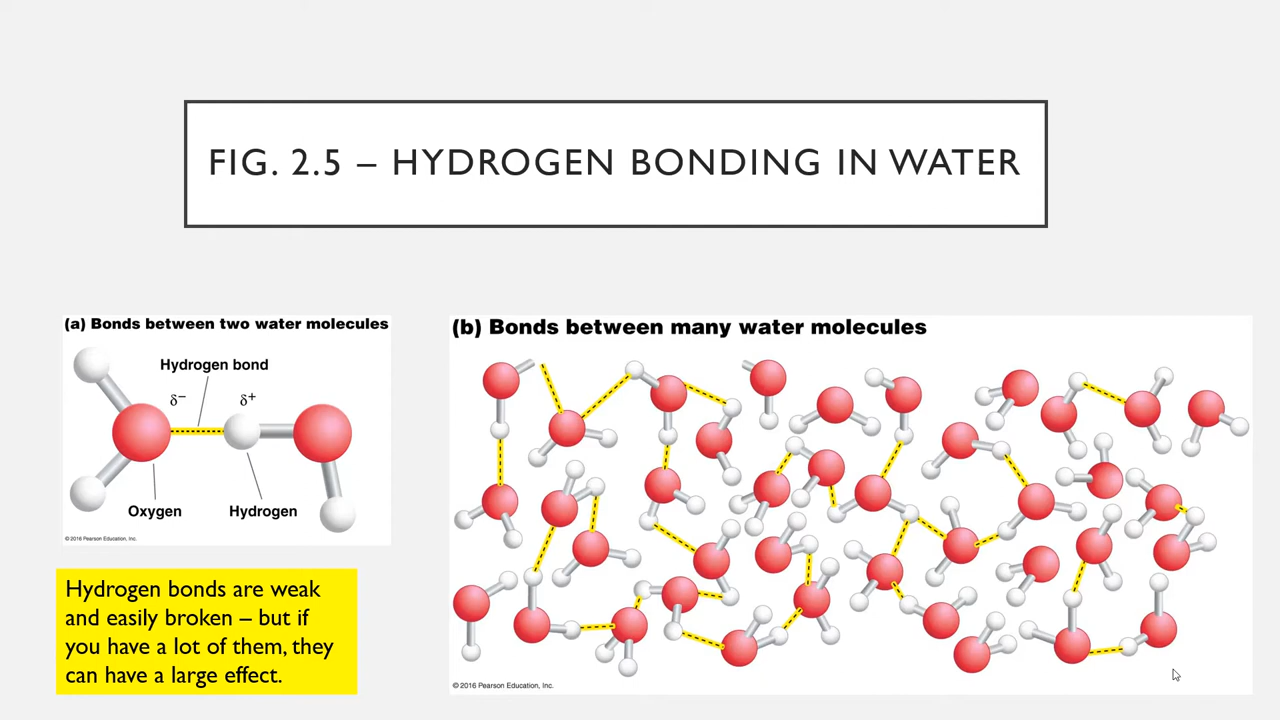 FIG. 2.5 – HYDROGEN BONDING IN WATER
(a) Bonds between two water molecules
Hydrogen bond
δ– δ+
Oxygen Hydrogen
© 2016 Pearson Education, Inc.
Hydrogen bonds are weak
and easily broken – but if
you have a lot of them, they
can have a large effect.
(b) Bonds between many water molecules
© 2016 Pearson Education, Inc.